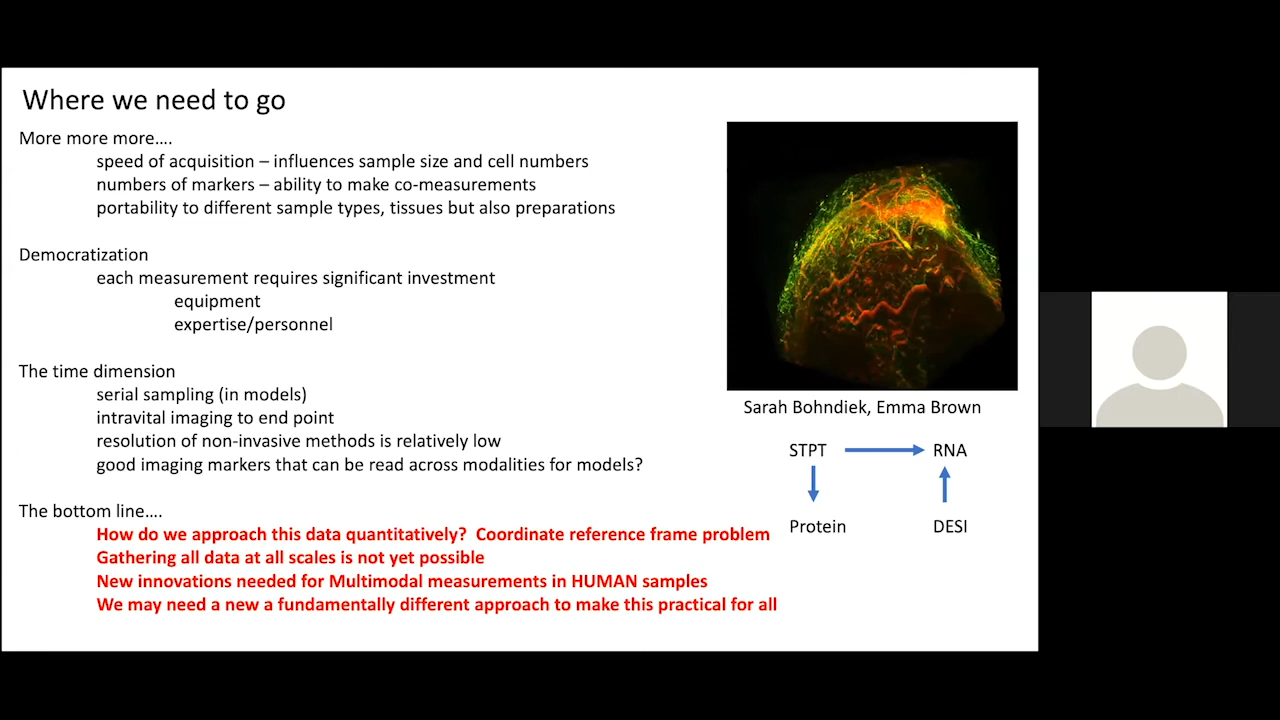 Where we need to go
More more more....
speed of acquisition – influences sample size and cell numbers
numbers of markers – ability to make co-measurements
portability to different sample types, tissues but also preparations
Democratization
each measurement requires significant investment
equipment
expertise/personnel
The time dimension
serial sampling (in models)
intravital imaging to end point
resolution of non-invasive methods is relatively low
good imaging markers that can be read across modalities for models?
The bottom line....
How do we approach this data quantitatively?  Coordinate reference frame problem
Gathering all data at all scales is not yet possible
New innovations needed for Multimodal measurements in HUMAN samples
We may need a new a fundamentally different approach to make this practical for all
Sarah Bohndiek, Emma Brown
STPT RNA
Protein DESI